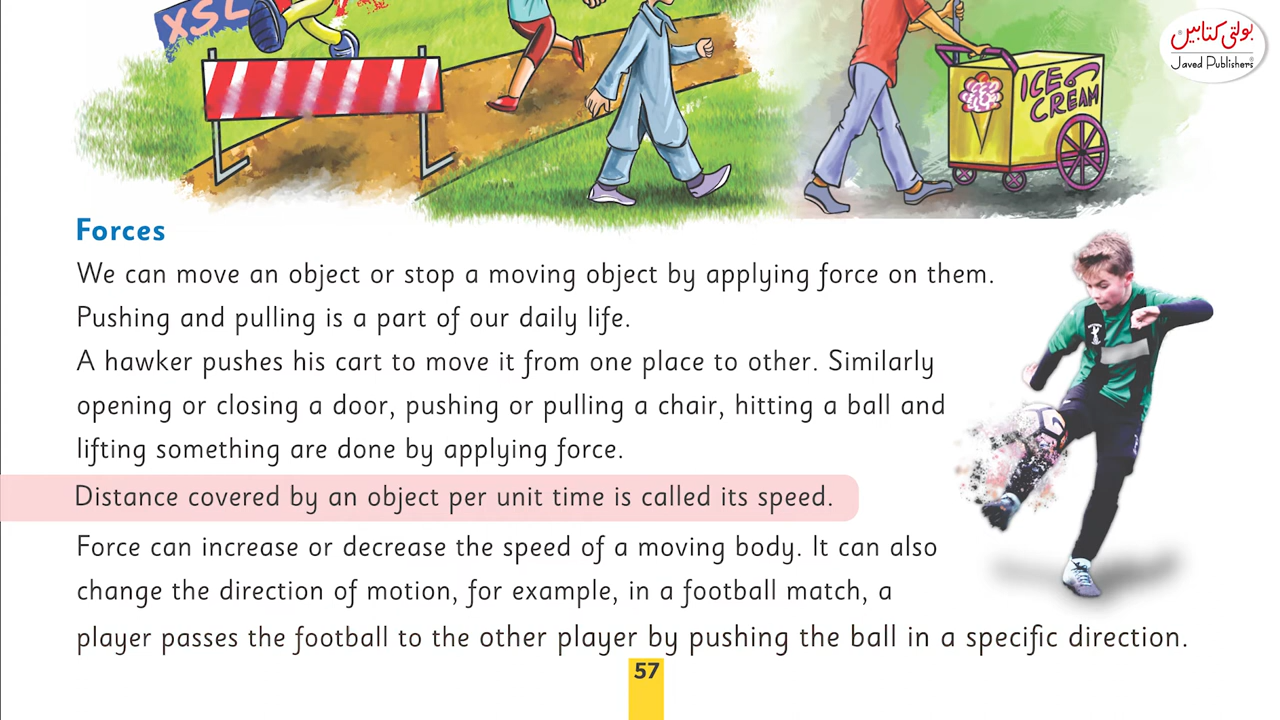 XSL
بولتی کتابیں
Javed Publishers
ICE
CREAM
Forces
We can move an object or stop a moving object by applying force on them.
Pushing and pulling is a part of our daily life.
A hawker pushes his cart to move it from one place to other. Similarly
opening or closing a door, pushing or pulling a chair, hitting a ball and
lifting something are done by applying force.
Distance covered by an object per unit time is called its speed.
Force can increase or decrease the speed of a moving body. It can also
change the direction of motion, for example, in a football match, a
player passes the football to the other player by pushing the ball in a specific direction.
57